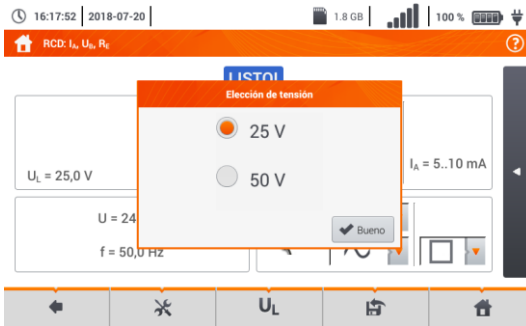 16:17:52 2018-07-20 1.8 GB 100 %
RCD: IA, UB, RE
?
¡LISTO!
Elección de tensión
25 V
50 V
UL = 25,0 V
IA = 5..10 mA
U = 24
Bueno
f = 50,0 Hz
UL